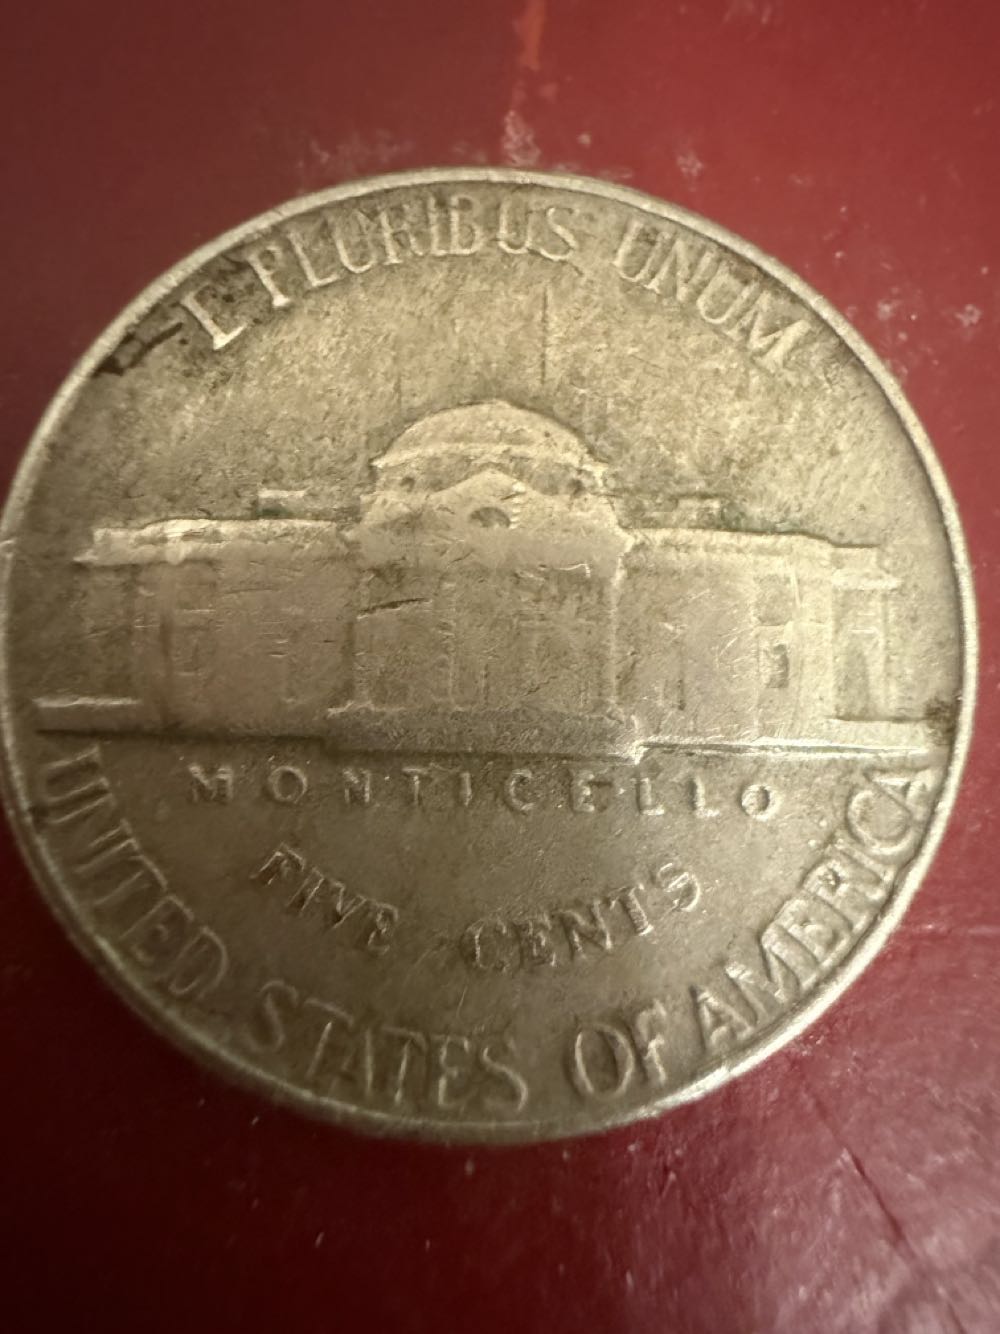 E PLURIBUS UNUM
MONTICELLO
FIVE CENTS
UNITED STATES OF AMERICA